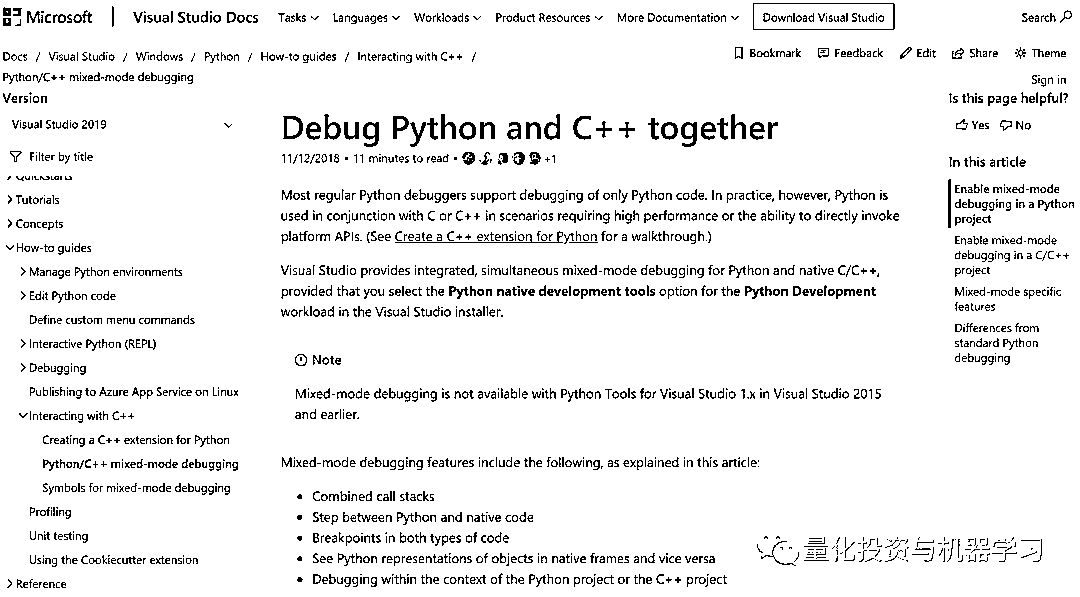 Microsoft
Visual Studio Docs
Tasks
Languages
Workloads
Product Resources
More Documentation
Download Visual Studio
Search
Docs / Visual Studio / Windows / Python / How-to guides / Interacting with C++ /
Python/C++ mixed-mode debugging
Bookmark
Feedback
Edit
Share
Theme
Sign in
Version
Visual Studio 2019
Filter by title
Quickstarts
Tutorials
Concepts
How-to guides
Manage Python environments
Edit Python code
Define custom menu commands
Interactive Python (REPL)
Debugging
Publishing to Azure App Service on Linux
Interacting with C++
Creating a C++ extension for Python
Python/C++ mixed-mode debugging
Symbols for mixed-mode debugging
Profiling
Unit testing
Using the Cookiecutter extension
Reference
Debug Python and C++ together
11/12/2018 • 11 minutes to read • +1
Most regular Python debuggers support debugging of only Python code. In practice, however, Python is
used in conjunction with C or C++ in scenarios requiring high performance or the ability to directly invoke
platform APIs. (See Create a C++ extension for Python for a walkthrough.)
Visual Studio provides integrated, simultaneous mixed-mode debugging for Python and native C/C++,
provided that you select the Python native development tools option for the Python Development
workload in the Visual Studio installer.
Note
Mixed-mode debugging is not available with Python Tools for Visual Studio 1.x in Visual Studio 2015
and earlier.
Mixed-mode debugging features include the following, as explained in this article:
• Combined call stacks
• Step between Python and native code
• Breakpoints in both types of code
• See Python representations of objects in native frames and vice versa
• Debugging within the context of the Python project or the C++ project
Is this page helpful?
Yes No
In this article
Enable mixed-mode
debugging in a Python
project
Enable mixed-mode
debugging in a C/C++
project
Mixed-mode specific
features
Differences from
standard Python
debugging
量化投资与机器学习